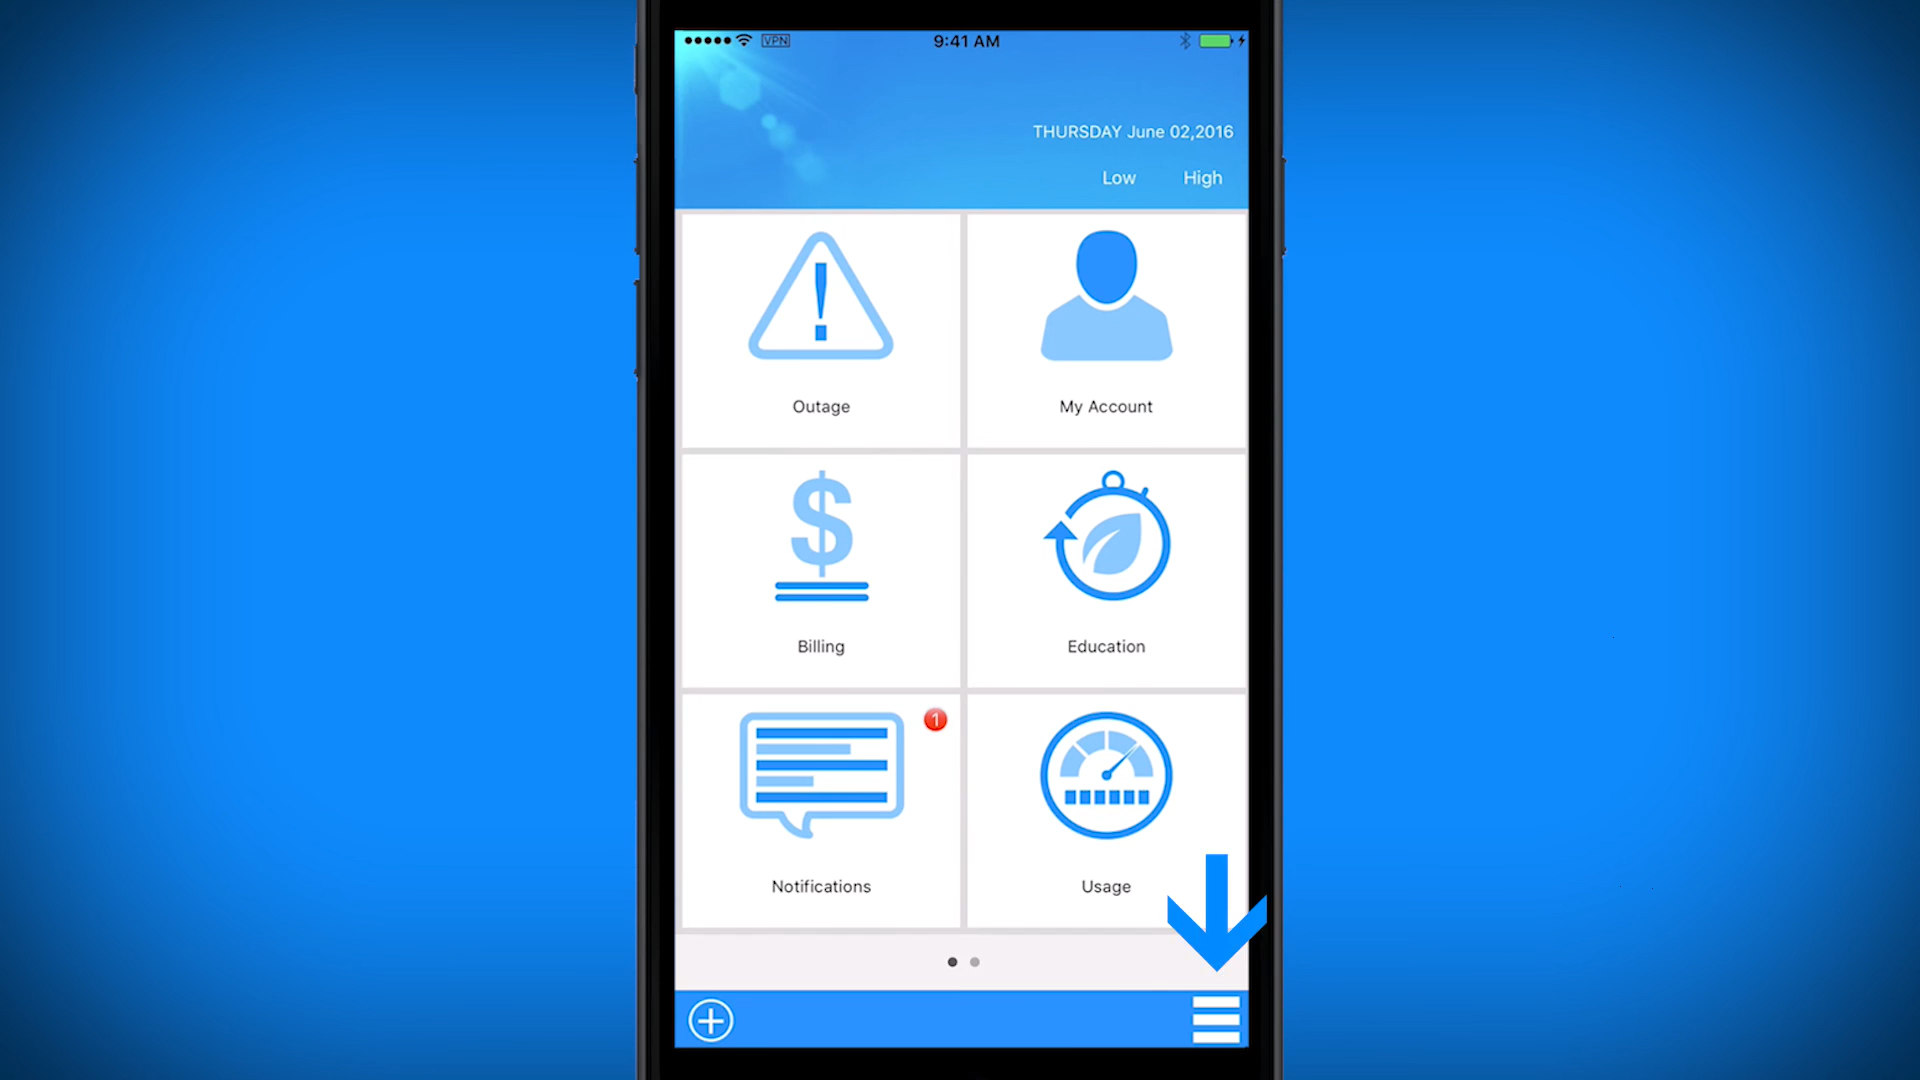 VPN 9:41 AM
THURSDAY June 02,2016
Low High
Outage My Account
Billing Education
1
Notifications Usage